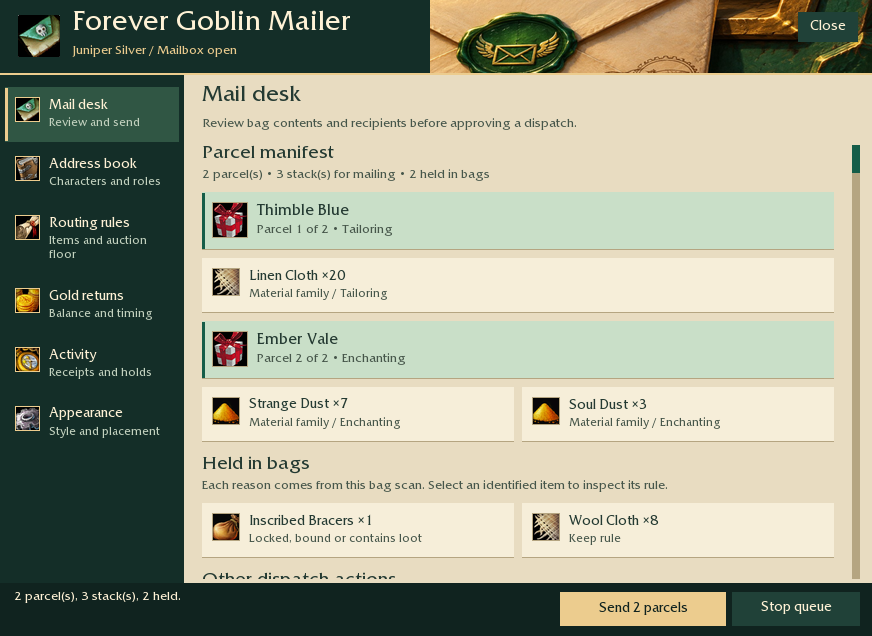 Forever Goblin Mailer
Juniper Silver / Mailbox open
Close
Mail desk
Review and send
Address book
Characters and roles
Routing rules
Items and auction
floor
Gold returns
Balance and timing
Activity
Receipts and holds
Appearance
Style and placement
Mail desk
Review bag contents and recipients before approving a dispatch.
Parcel manifest
2 parcel(s) • 3 stack(s) for mailing • 2 held in bags
Thimble Blue
Parcel 1 of 2 • Tailoring
Linen Cloth ×20
Material family / Tailoring
Ember Vale
Parcel 2 of 2 • Enchanting
Strange Dust ×7
Material family / Enchanting
Soul Dust ×3
Material family / Enchanting
Held in bags
Each reason comes from this bag scan. Select an identified item to inspect its rule.
Inscribed Bracers ×1
Locked, bound or contains loot
Wool Cloth ×8
Keep rule
Other dispatch actions
2 parcel(s), 3 stack(s), 2 held.
Send 2 parcels
Stop queue